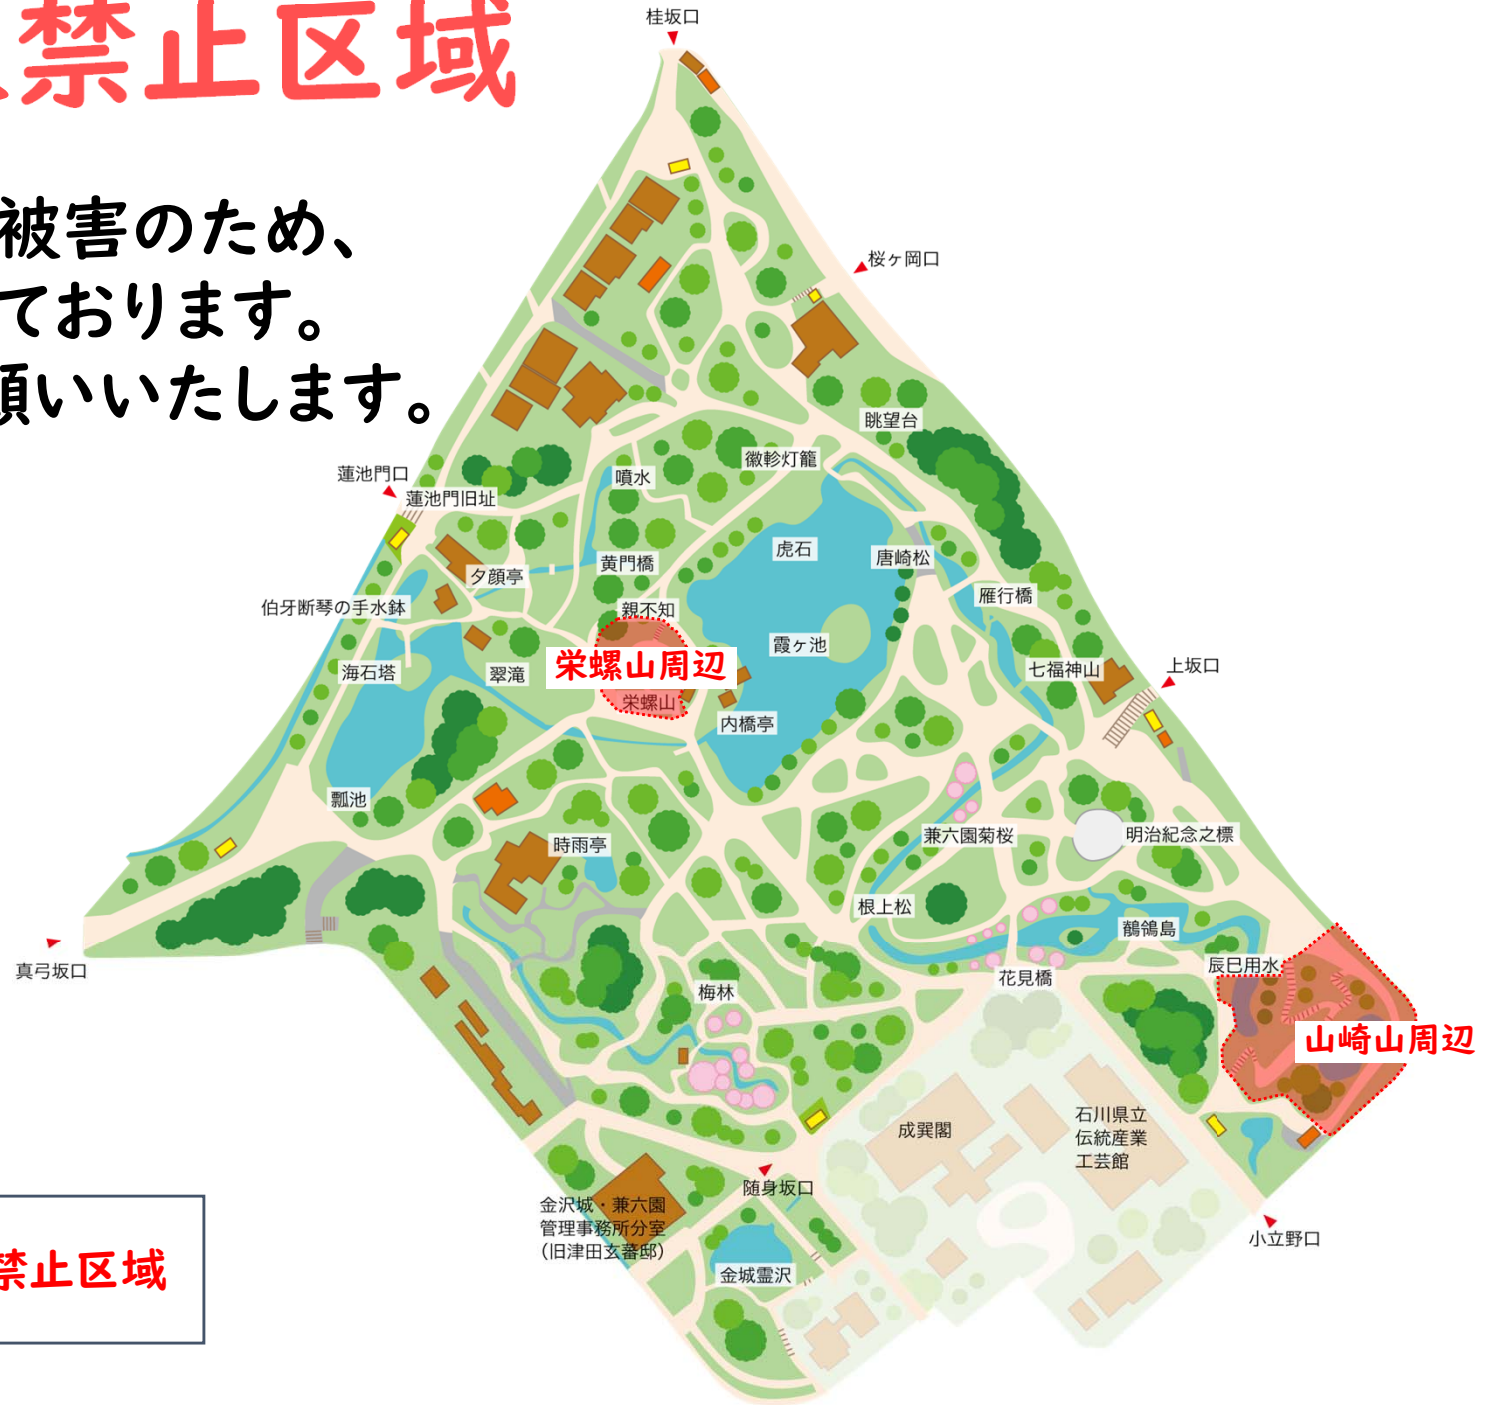 禁止区域
被害のため、
ております。
願いいたします。
桂坂口
桜ヶ岡口
眺望台
徽軫灯籠
噴水
蓮池門口
蓮池門旧址
虎石
唐崎松
黄門橋
夕顔亭
雁行橋
伯牙断琴の手水鉢
親不知
霞ヶ池
栄螺山周辺
七福神山
上坂口
海石塔
翠滝
栄螺山
内橋亭
瓢池
時雨亭
兼六園菊桜
明治紀念之標
根上松
鶺鴒島
辰巳用水
真弓坂口
花見橋
梅林
山崎山周辺
成巽閣
石川県立
伝統産業
工芸館
随身坂口
金沢城・兼六園
管理事務所分室
(旧津田玄蕃邸)
小立野口
金城霊沢
禁止区域